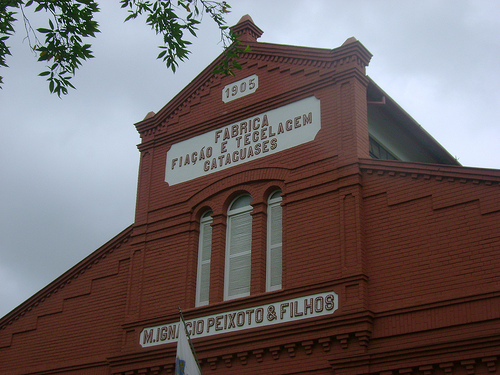 1905
FABRICA
FIAÇÃO E TECELAGEM
CATAGUASES
M. IGNACIO PEIXOTO & FILHOS